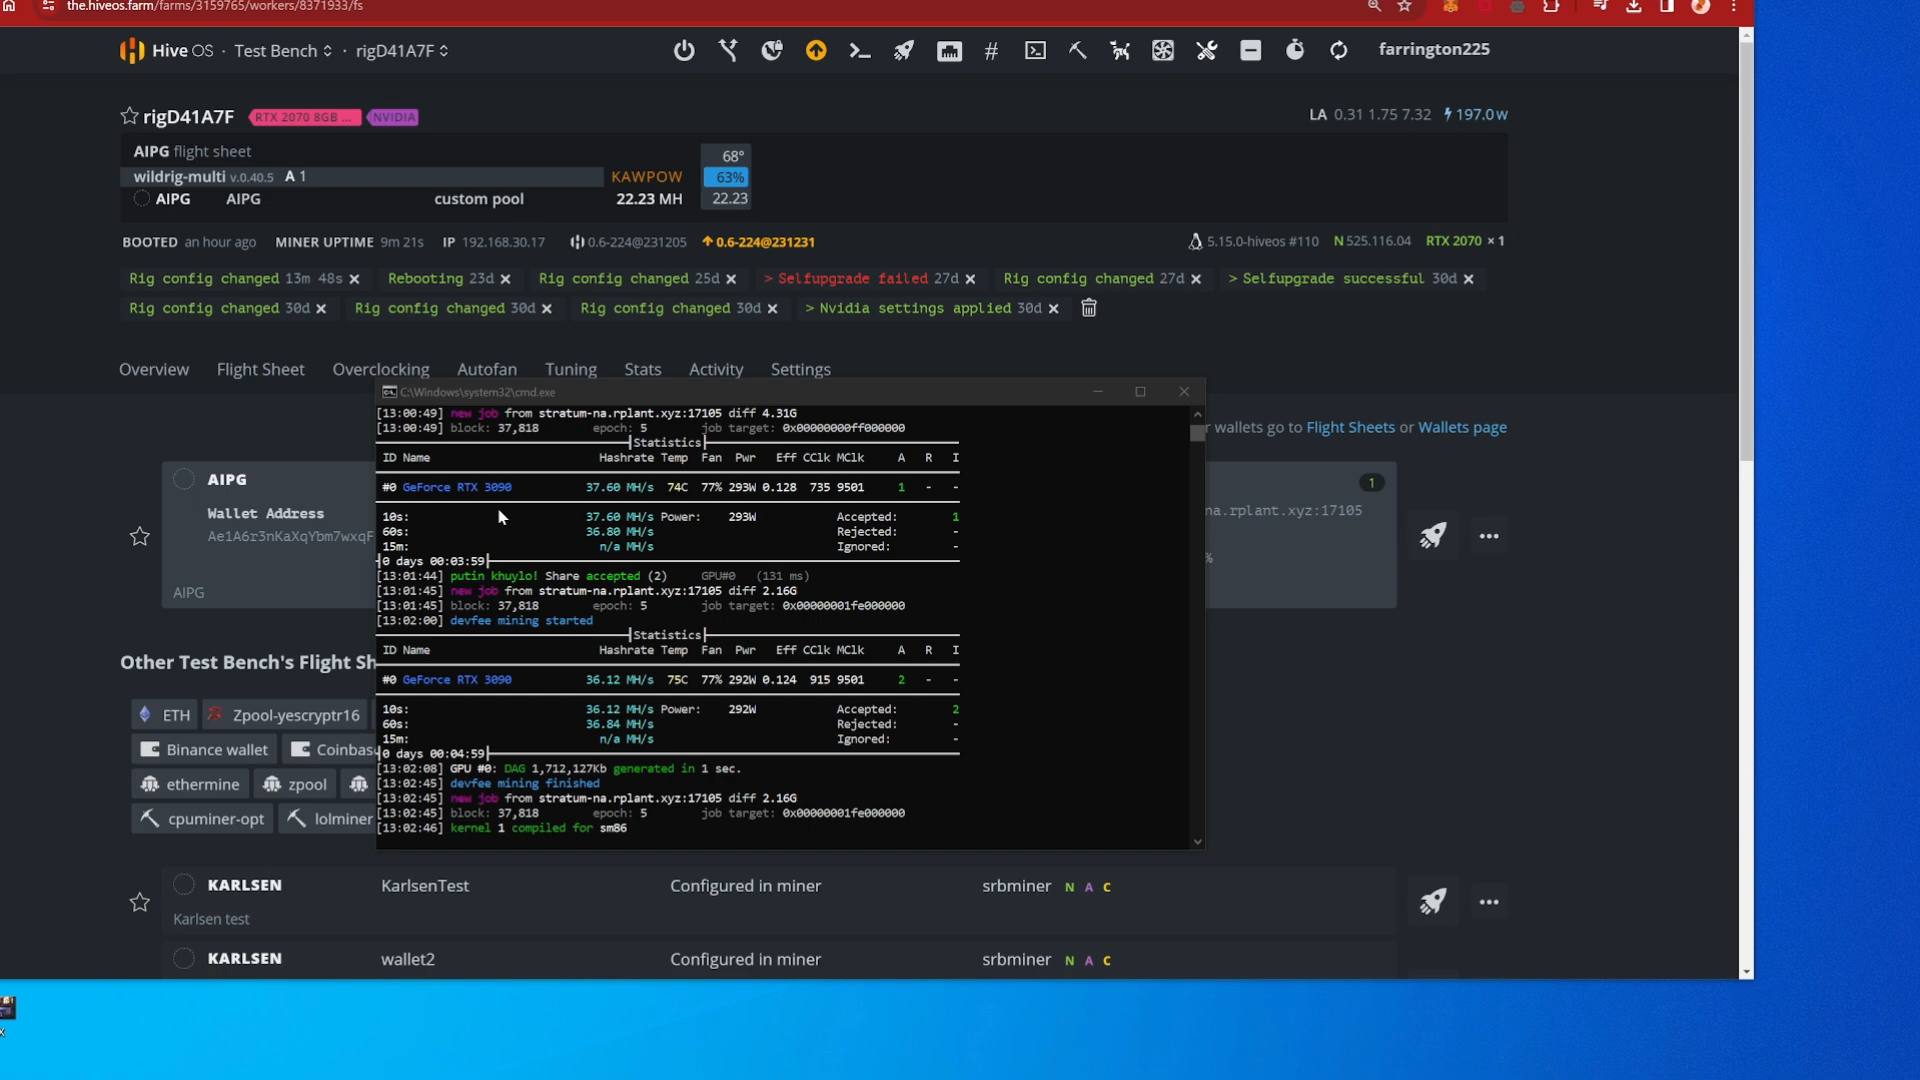 the.hiveos.farm/farms/3159765/workers/8371933/fs
Hive OS · Test Bench · rigD41A7F
farrington225
rigD41A7F RTX 2070 8GB ... NVIDIA
LA 0.31 1.75 7.32 197.0 W
AIPG flight sheet
68°
wildrig-multi v.0.40.5 A 1 KAWPOW 63%
AIPG AIPG custom pool 22.23 MH 22.23
BOOTED an hour ago MINER UPTIME 9m 21s IP 192.168.30.17 0.6-224@231205 0.6-224@231231 5.15.0-hiveos #110 N 525.116.04 RTX 2070 × 1
Rig config changed 13m 48s Rebooting 23d Rig config changed 25d > Selfupgrade failed 27d Rig config changed 27d > Selfupgrade successful 30d
Rig config changed 30d Rig config changed 30d Rig config changed 30d > Nvidia settings applied 30d
Overview Flight Sheet Overclocking Autofan Tuning Stats Activity Settings
C:\Windows\system32\cmd.exe
[13:00:49] new job from stratum-na.rplant.xyz:17105 diff 4.31G
[13:00:49] block: 37,818 epoch: 5 job target: 0x00000000ff000000
Statistics
ID Name Hashrate Temp Fan Pwr Eff CClk MClk A R I
#0 GeForce RTX 3090 37.60 MH/s 74C 77% 293W 0.128 735 9501 1 - -
10s: 37.60 MH/s Power: 293W Accepted: 1
60s: 36.80 MH/s Rejected: -
15m: n/a MH/s Ignored: -
0 days 00:03:59
[13:01:44] putin khuylo! Share accepted (2) GPU#0 (131 ms)
[13:01:45] new job from stratum-na.rplant.xyz:17105 diff 2.16G
[13:01:45] block: 37,818 epoch: 5 job target: 0x00000001fe000000
[13:02:00] devfee mining started
Statistics
ID Name Hashrate Temp Fan Pwr Eff CClk MClk A R I
#0 GeForce RTX 3090 36.12 MH/s 75C 77% 292W 0.124 915 9501 2 - -
10s: 36.12 MH/s Power: 292W Accepted: 2
60s: 36.84 MH/s Rejected: -
15m: n/a MH/s Ignored: -
0 days 00:04:59
[13:02:08] GPU #0: DAG 1,712,127Kb generated in 1 sec.
[13:02:45] devfee mining finished
[13:02:45] new job from stratum-na.rplant.xyz:17105 diff 2.16G
[13:02:45] block: 37,818 epoch: 5 job target: 0x00000001fe000000
[13:02:46] kernel 1 compiled for sm86
r wallets go to Flight Sheets or Wallets page
AIPG
Wallet Address
Ae1A6r3nKaXqYbm7wxqF
AIPG
1
na.rplant.xyz:17105
%
Other Test Bench's Flight Sh
ETH Zpool-yescryptr16
Binance wallet Coinbas
ethermine zpool
cpuminer-opt lolminer
KARLSEN KarlsenTest Configured in miner srbminer N A C
Karlsen test
KARLSEN wallet2 Configured in miner srbminer N A C
x